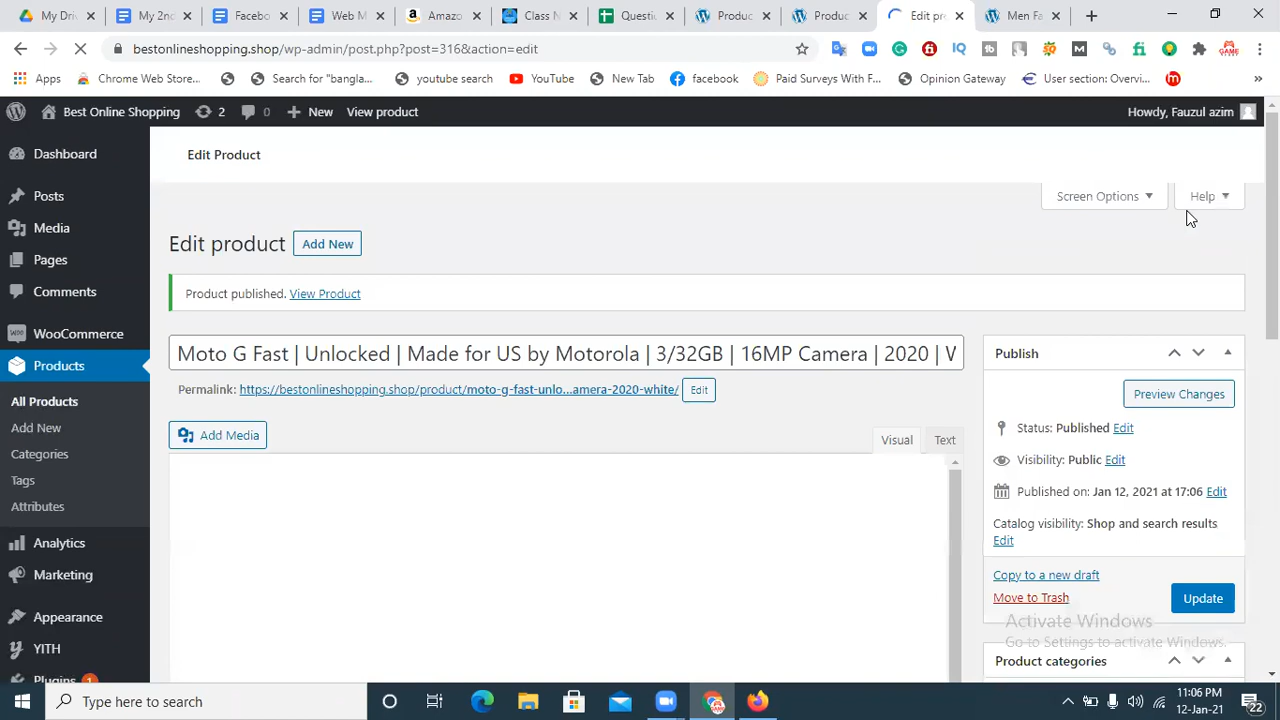 My Dri
My 2nd
Facebo
Web M
Amazo
Class N
Questi
Produc
Produc
Edit pro
Men Fa
bestonlineshopping.shop/wp-admin/post.php?post=316&action=edit
Apps
Chrome Web Store...
Search for "bangla...
youtube search
YouTube
New Tab
facebook
Paid Surveys With F...
Opinion Gateway
User section: Overvi...
»
Best Online Shopping
2
0
New
View product
Howdy, Fauzul azim
Dashboard
Posts
Media
Pages
Comments
WooCommerce
Products
All Products
Add New
Categories
Tags
Attributes
Analytics
Marketing
Appearance
YITH
Plugins 1
Edit Product
Screen Options
Help
Edit product
Add New
Product published. View Product
Moto G Fast | Unlocked | Made for US by Motorola | 3/32GB | 16MP Camera | 2020 | W
Permalink: https://bestonlineshopping.shop/product/moto-g-fast-unlo...amera-2020-white/ Edit
Add Media
Visual
Text
Publish
Preview Changes
Status: Published Edit
Visibility: Public Edit
Published on: Jan 12, 2021 at 17:06 Edit
Catalog visibility: Shop and search results
Edit
Copy to a new draft
Move to Trash
Update
Activate Windows
Go to Settings to activate Windows.
Product categories
Type here to search
11:06 PM
12-Jan-21
22